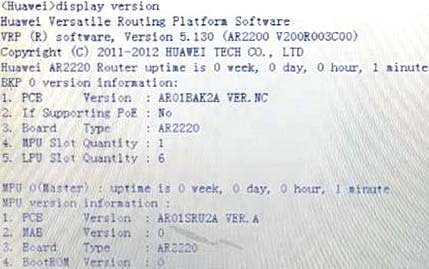 <Huawei>display version
Huawei Versatile Routing Platform Software
VRP (R) software, Version 5.130 (AR2200 V200R003C00)
Copyright (C) 2011-2012 HUAWEI TECH CO., LTD
Huawei AR2220 Router uptime is 0 week, 0 day, 0 hour, 1 minute
BKP 0 version information:
1. PCB Version : AR01BAK2A VER.NC
2. If Supporting PoE : No
3. Board Type : AR2220
4. MPU Slot Quantity : 1
5. LPU Slot Quantity : 6
MPU 0(Master) : uptime is 0 week, 0 day, 0 hour, 1 minute
MPU version information :
1. PCB Version : AR01SRU2A VER.A
2. MAB Version : 0
3. Board Type : AR2220
4. BootROM Version : 0